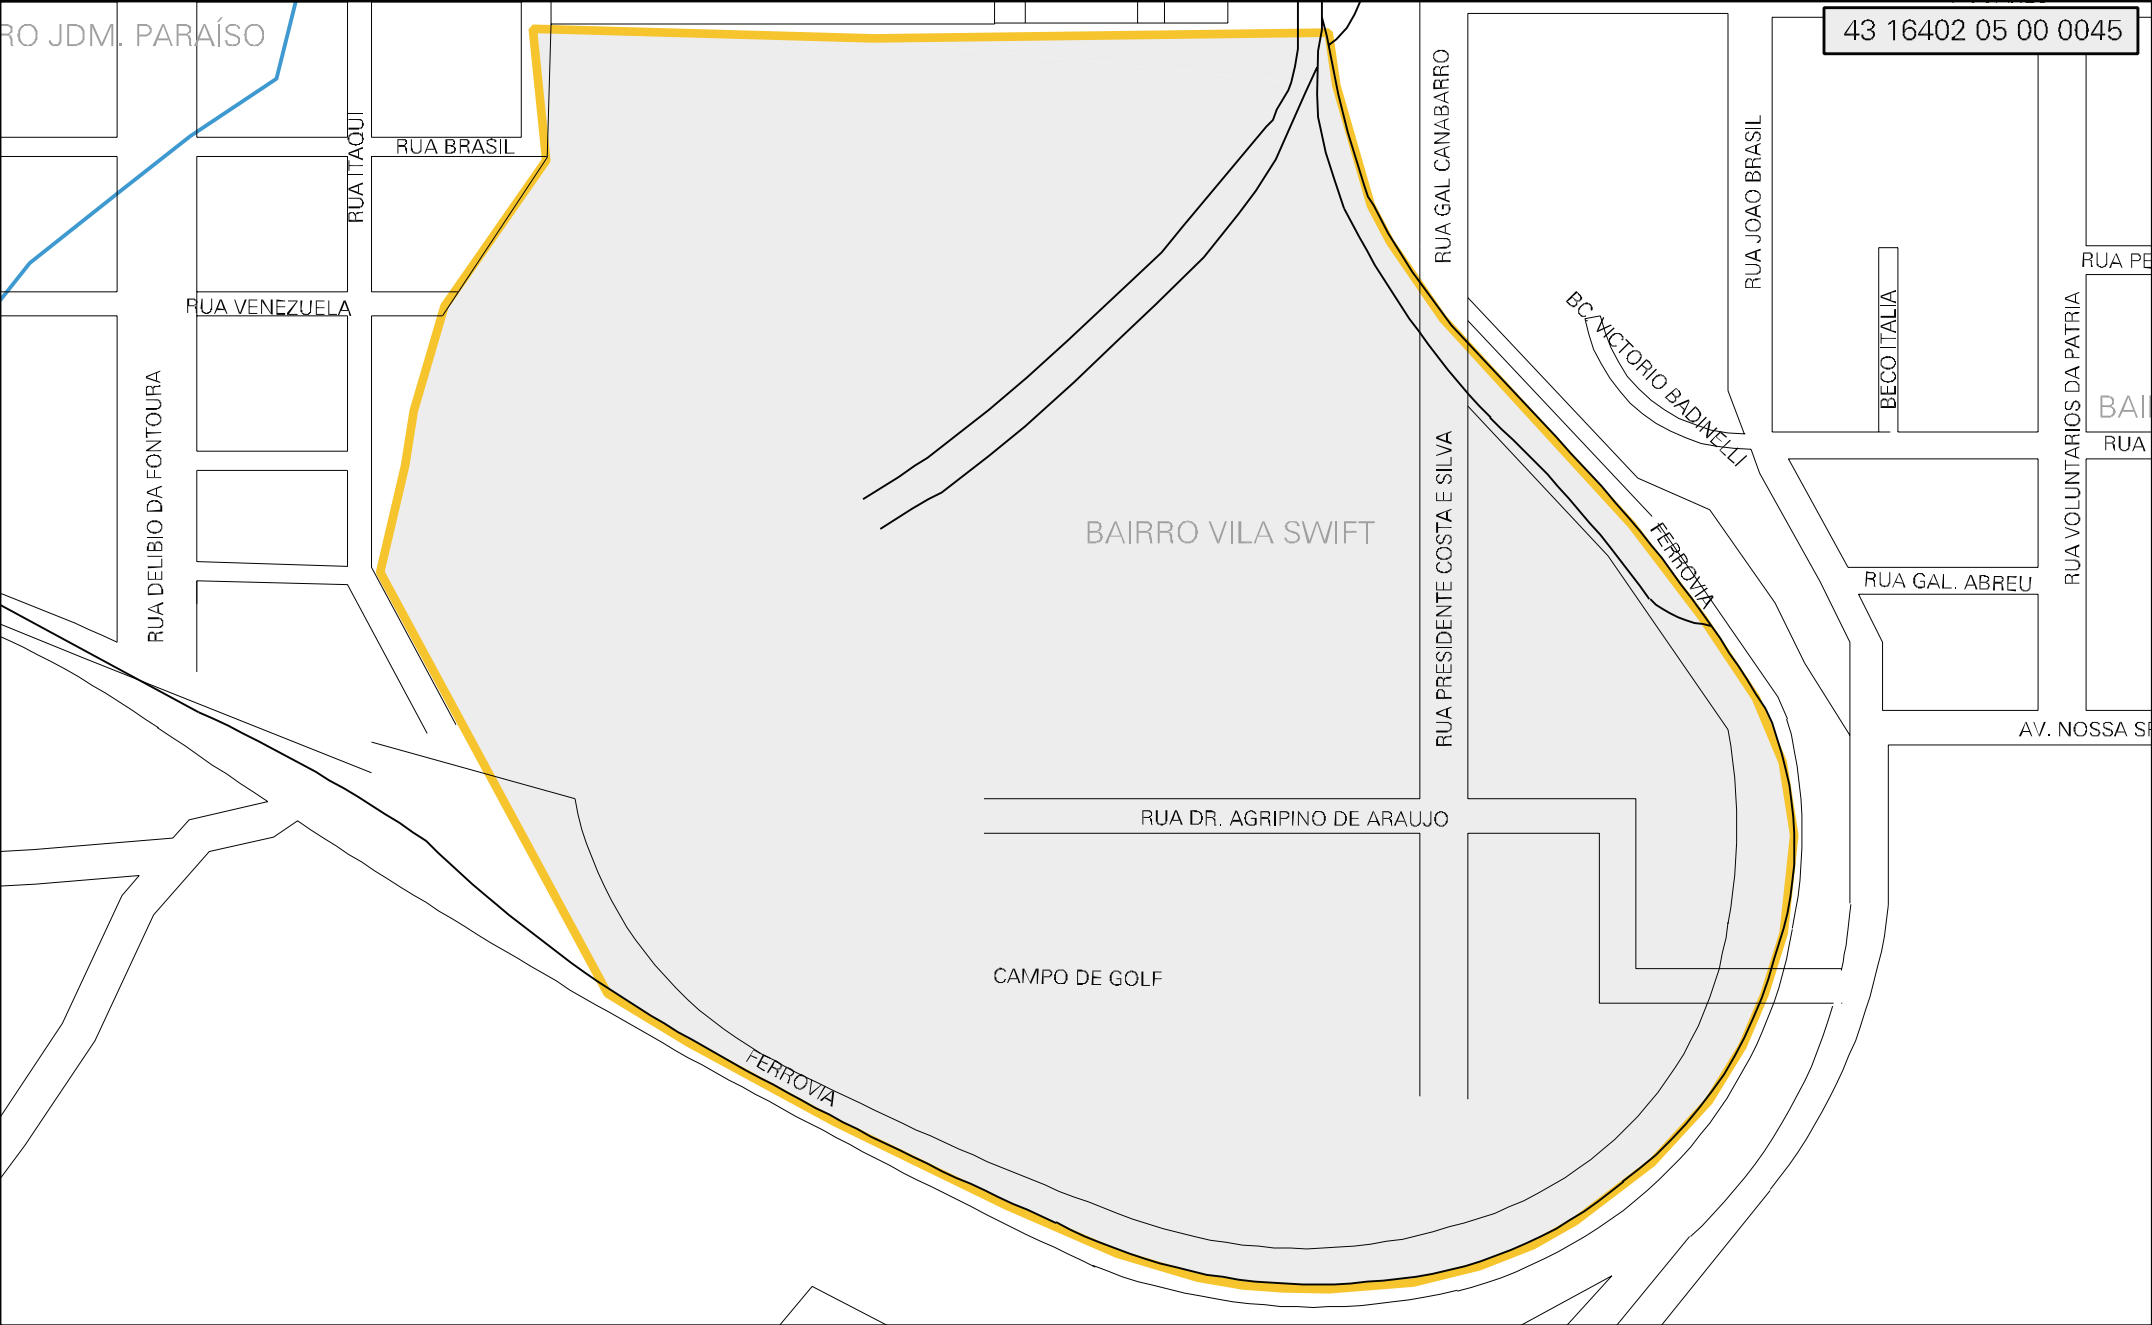 RO JDM. PARAÍSO
43 16402 05 00 0045
RUA ITAQUI
RUA BRASIL
RUA GAL CANABARRO
RUA JOAO BRASIL
RUA PE
RUA VENEZUELA
BC. VICTORIO BADINELLI
BECO ITALIA
RUA VOLUNTARIOS DA PATRIA
BAI
RUA
RUA DELIBIO DA FONTOURA
BAIRRO VILA SWIFT
RUA PRESIDENTE COSTA E SILVA
FERROVIA
RUA GAL. ABREU
AV. NOSSA S
RUA DR. AGRIPINO DE ARAUJO
CAMPO DE GOLF
FERROVIA